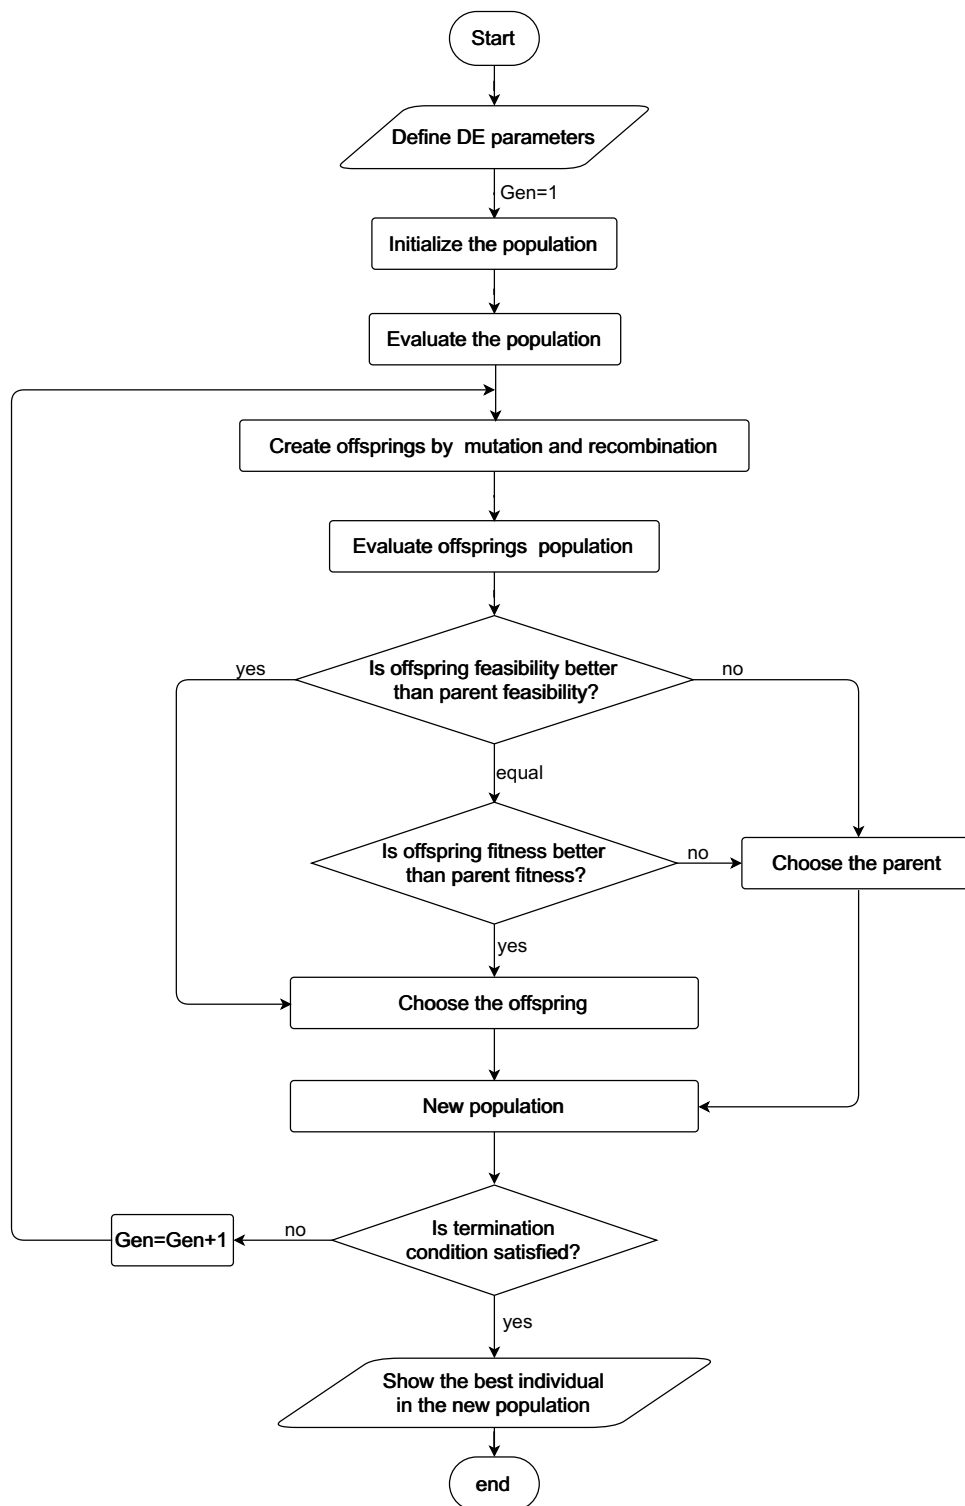 Start
Define DE parameters
Gen=1
Initialize the population
Evaluate the population
Create offsprings by  mutation and recombination
Evaluate offsprings  population
yes
Is offspring feasibility better
than parent feasibility?
no
equal
Is offspring fitness better
than parent fitness?
no
Choose the parent
yes
Choose the offspring
New population
Gen=Gen+1
no
Is termination
condition satisfied?
yes
Show the best individual
in the new population
end